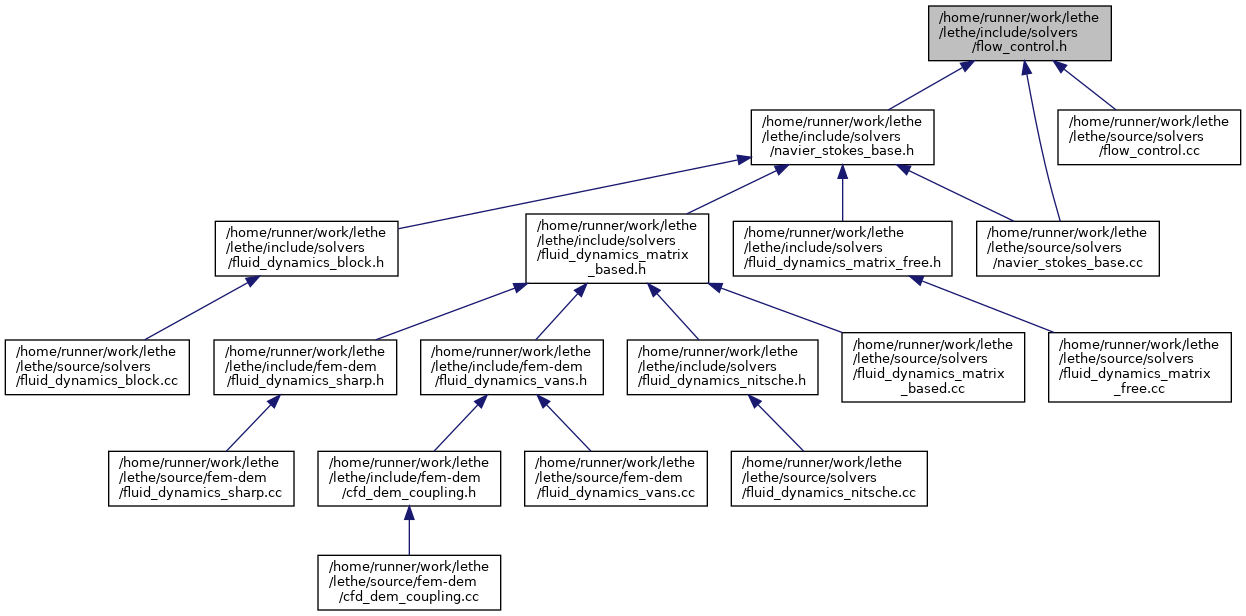 /home/runner/work/lethe
/lethe/include/solvers
/flow_control.h
/home/runner/work/lethe
/lethe/include/solvers
/navier_stokes_base.h
/home/runner/work/lethe
/lethe/source/solvers
/flow_control.cc
/home/runner/work/lethe
/lethe/include/solvers
/fluid_dynamics_block.h
/home/runner/work/lethe
/lethe/include/solvers
/fluid_dynamics_matrix
_based.h
/home/runner/work/lethe
/lethe/include/solvers
/fluid_dynamics_matrix_free.h
/home/runner/work/lethe
/lethe/source/solvers
/navier_stokes_base.cc
/home/runner/work/lethe
/lethe/source/solvers
/fluid_dynamics_block.cc
/home/runner/work/lethe
/lethe/include/fem-dem
/fluid_dynamics_sharp.h
/home/runner/work/lethe
/lethe/include/fem-dem
/fluid_dynamics_vans.h
/home/runner/work/lethe
/lethe/include/solvers
/fluid_dynamics_nitsche.h
/home/runner/work/lethe
/lethe/source/solvers
/fluid_dynamics_matrix
_based.cc
/home/runner/work/lethe
/lethe/source/solvers
/fluid_dynamics_matrix
_free.cc
/home/runner/work/lethe
/lethe/source/fem-dem
/fluid_dynamics_sharp.cc
/home/runner/work/lethe
/lethe/include/fem-dem
/cfd_dem_coupling.h
/home/runner/work/lethe
/lethe/source/fem-dem
/fluid_dynamics_vans.cc
/home/runner/work/lethe
/lethe/source/solvers
/fluid_dynamics_nitsche.cc
/home/runner/work/lethe
/lethe/source/fem-dem
/cfd_dem_coupling.cc